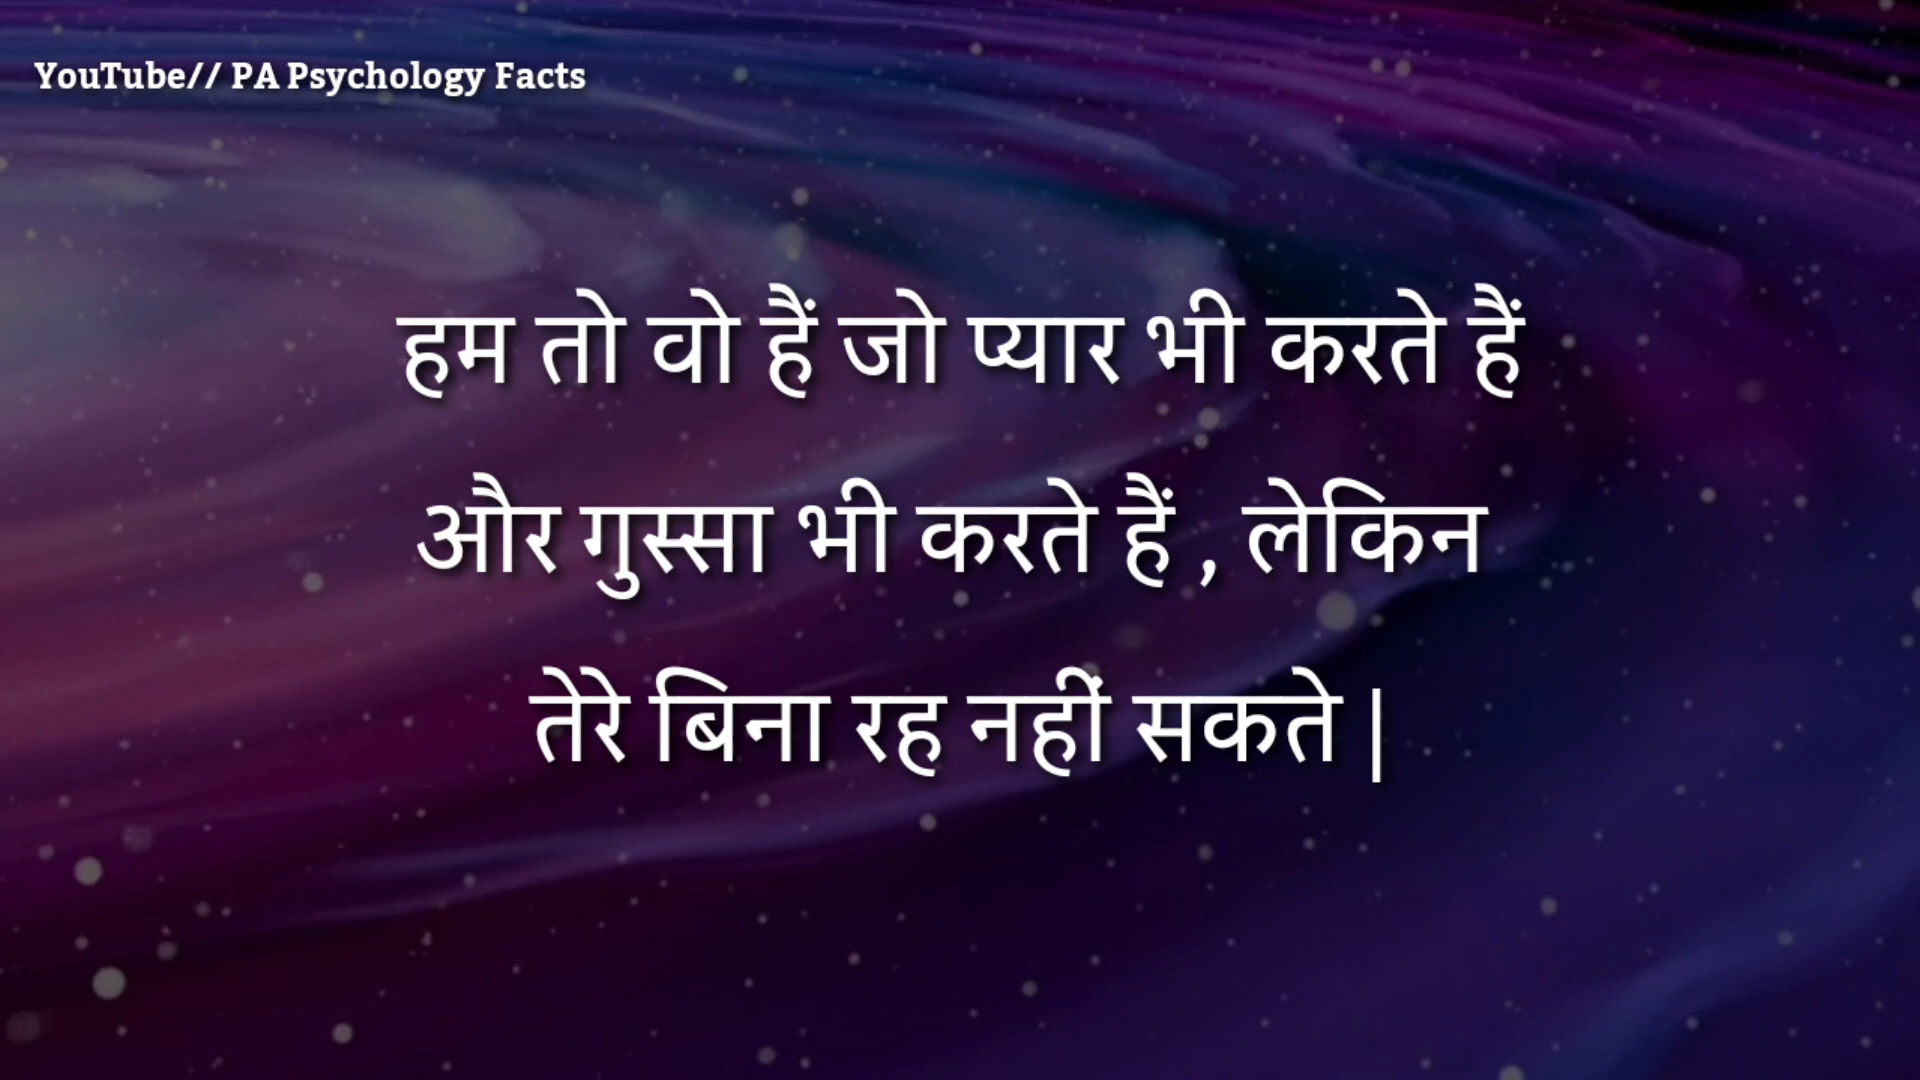 YouTube// PA Psychology Facts
हम तो वो हैं जो प्यार भी करते हैं
और गुस्सा भी करते हैं , लेकिन
तेरे बिना रह नहीं सकते |